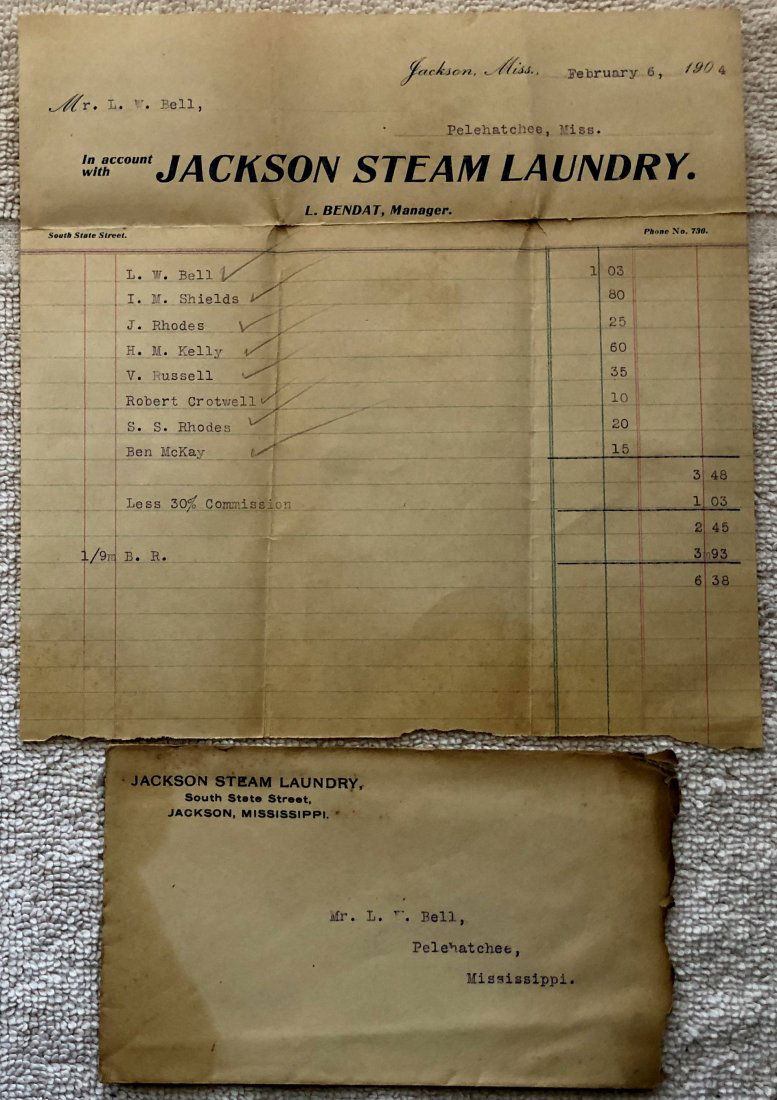 Jackson, Miss., February 6, 1904
Mr. L. W. Bell,
Pelehatchee, Miss.
In account with JACKSON STEAM LAUNDRY.
L. BENDAT, Manager.
South State Street. Phone No. 730.
L. W. Bell 1 03
I. M. Shields 80
J. Rhodes 25
H. M. Kelly 60
V. Russell 35
Robert Crotwell 10
S. S. Rhodes 20
Ben McKay 15
3 48
Less 30% Commission 1 03
2 45
1/9m B. R. 3 93
6 38
JACKSON STEAM LAUNDRY,
South State Street,
JACKSON, MISSISSIPPI.
Mr. L. W. Bell,
Pelehatchee,
Mississippi.